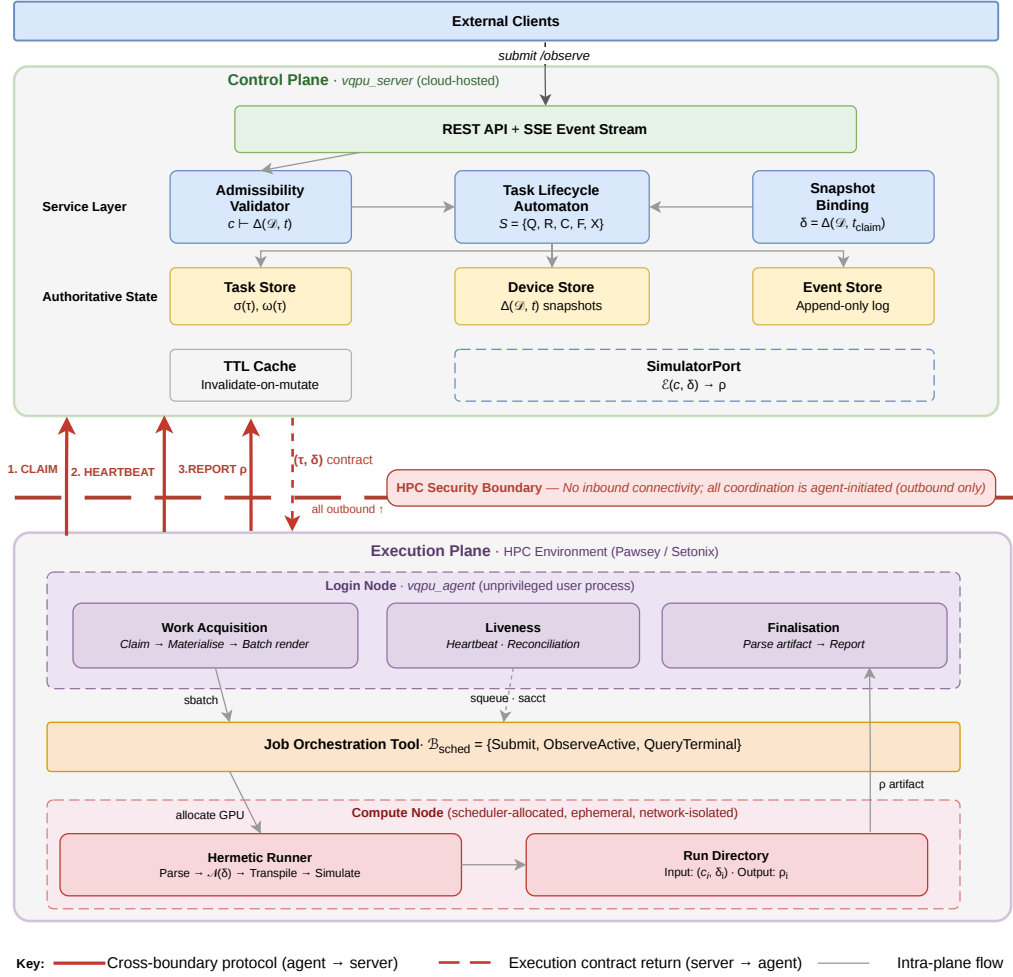 External Clients
submit /observe
Control Plane · vqpu_server (cloud-hosted)
REST API + SSE Event Stream
Service Layer
Admissibility
Validator
c ⊢ Δ(𝒟, t)
Task Lifecycle
Automaton
S = {Q, R, C, F, X}
Snapshot
Binding
δ = Δ(𝒟, t_claim)
Authoritative State
Task Store
σ(τ), ω(τ)
Device Store
Δ(𝒟, t) snapshots
Event Store
Append-only log
TTL Cache
Invalidate-on-mutate
SimulatorPort
ℰ(c, δ) → ρ
1. CLAIM
2. HEARTBEAT
3.REPORT ρ
(τ, δ) contract
HPC Security Boundary — No inbound connectivity; all coordination is agent-initiated (outbound only)
all outbound ↑
Execution Plane · HPC Environment (Pawsey / Setonix)
Login Node · vqpu_agent (unprivileged user process)
Work Acquisition
Claim → Materialise → Batch render
Liveness
Heartbeat · Reconciliation
Finalisation
Parse artifact → Report
sbatch
squeue · sacct
Job Orchestration Tool· ℬ_sched = {Submit, ObserveActive, QueryTerminal}
ρ artifact
allocate GPU
Compute Node (scheduler-allocated, ephemeral, network-isolated)
Hermetic Runner
Parse → 𝒩(δ) → Transpile → Simulate
Run Directory
Input: (c_i, δ_i) · Output: ρ_i
Key:
Cross-boundary protocol (agent → server)
Execution contract return (server → agent)
Intra-plane flow